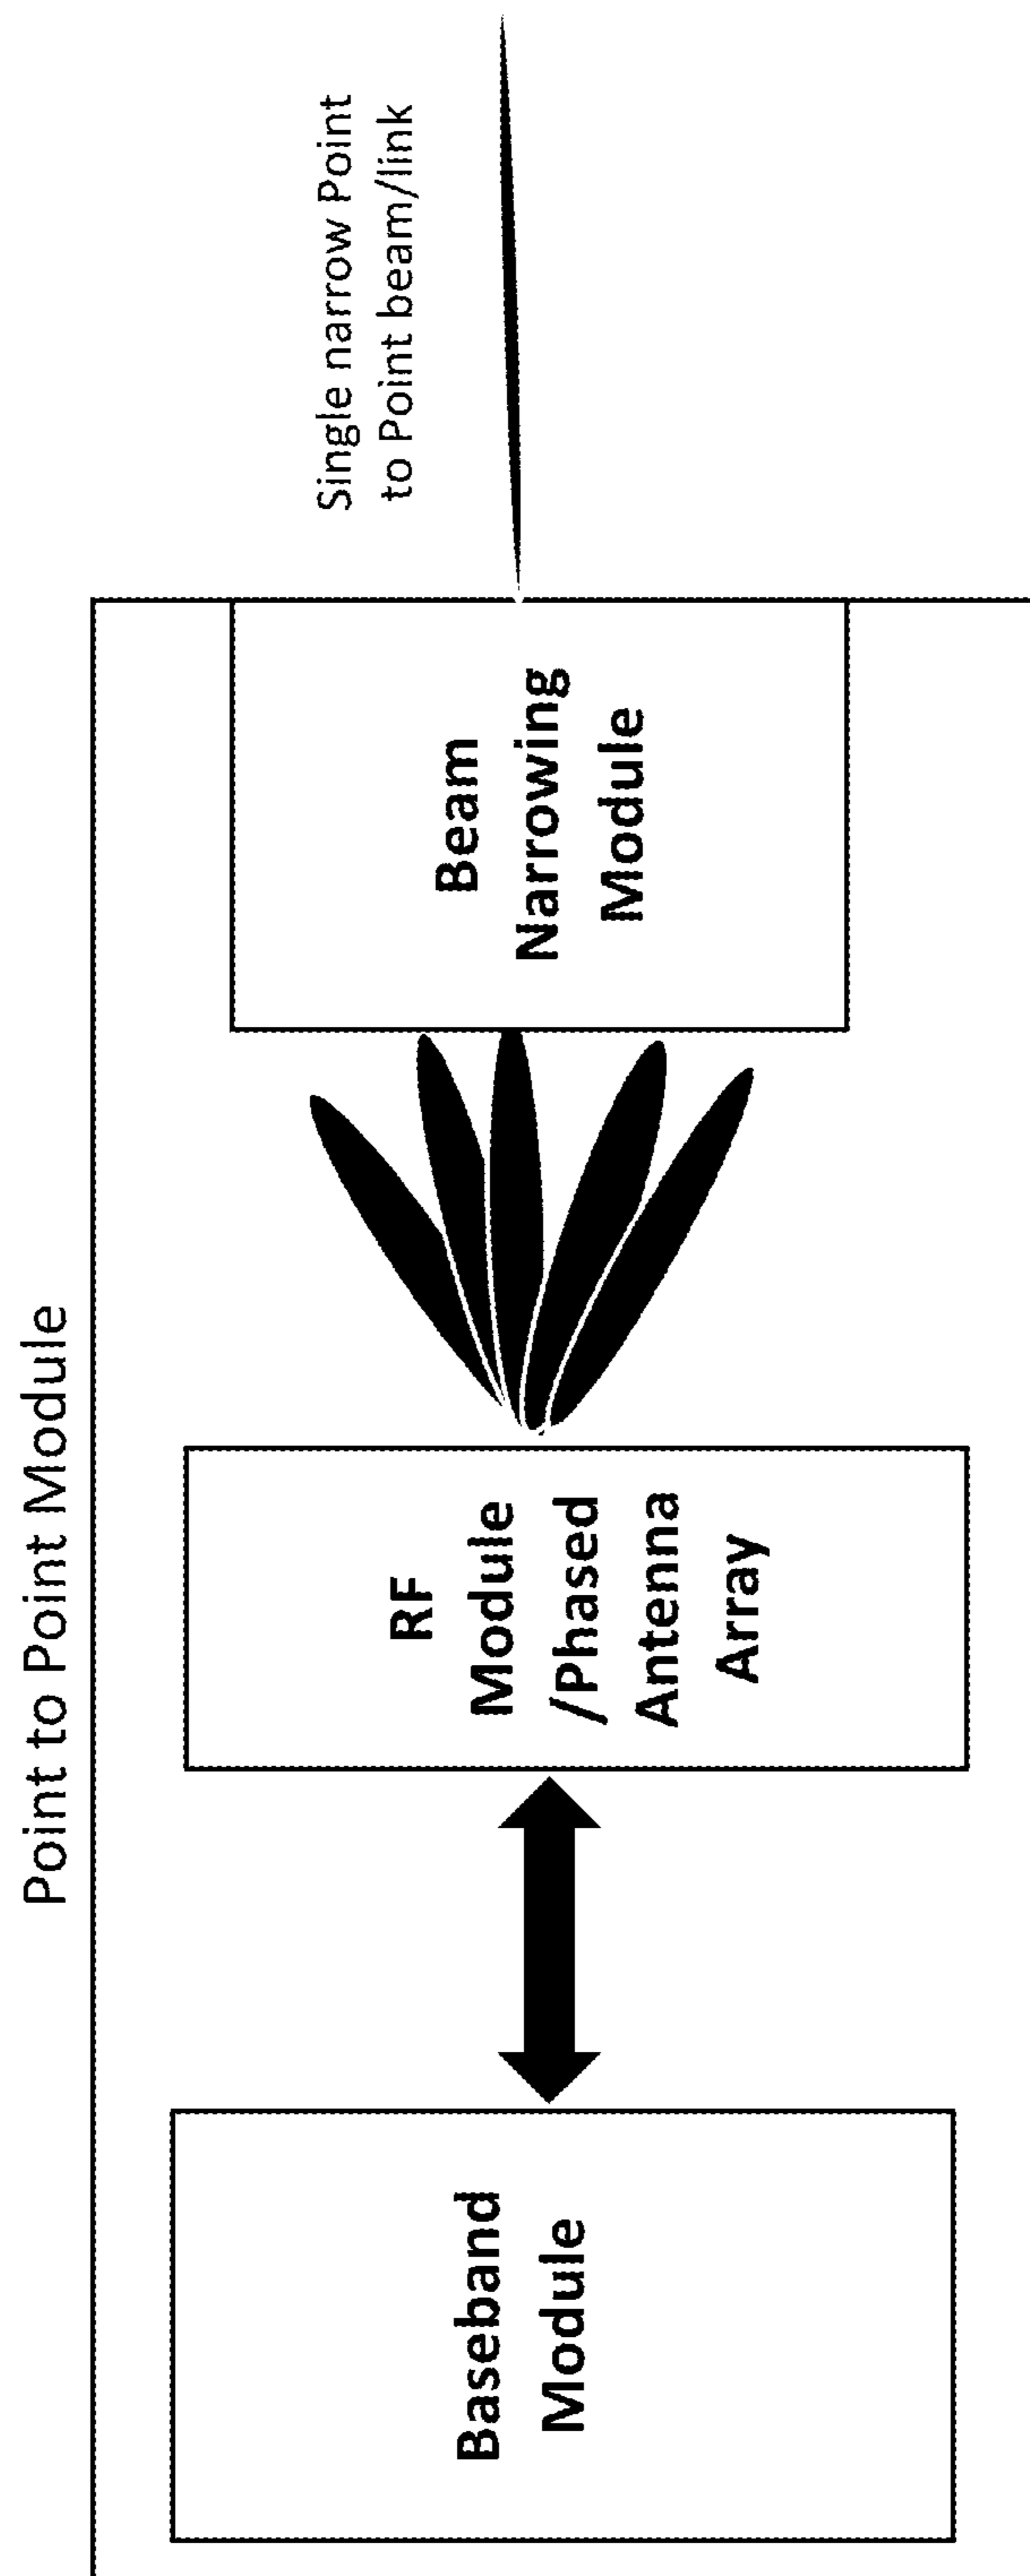 Point to Point Module
Baseband
Module
RF
Module
/Phased
Antenna
Array
Beam
Narrowing
Module
Single narrow Point
to Point beam/link